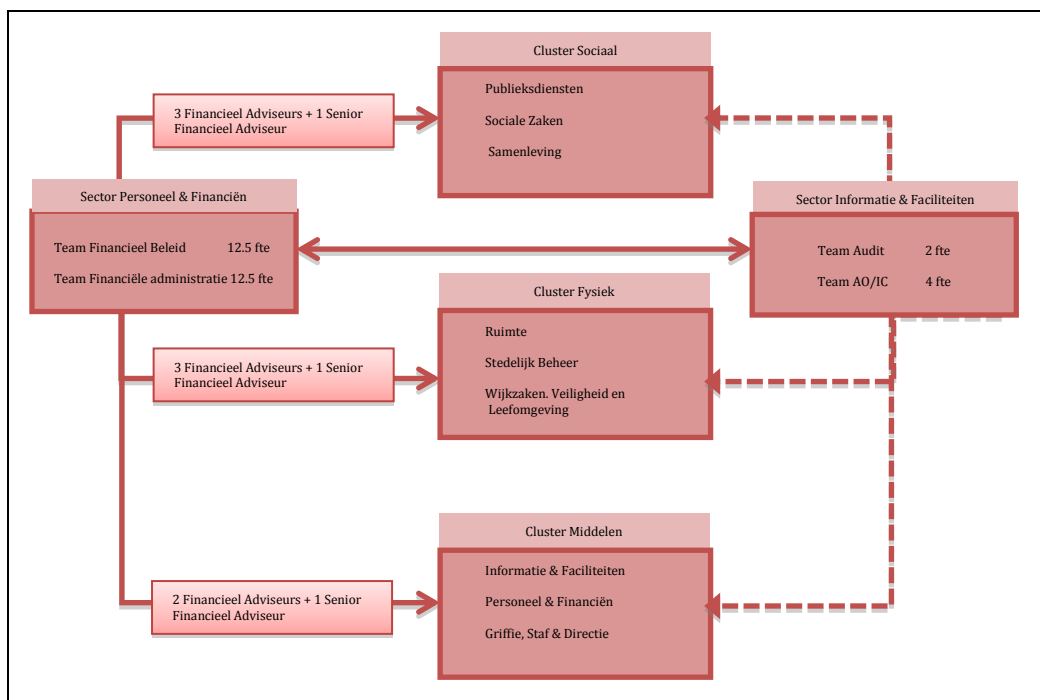 Cluster Sociaal
Publieksdiensten
Sociale Zaken
Samenleving
3 Financieel Adviseurs + 1 Senior
Financieel Adviseur
Sector Personeel & Financiën
Team Financieel Beleid 12.5 fte
Team Financiële administratie 12.5 fte
Sector Informatie & Faciliteiten
Team Audit 2 fte
Team AO/IC 4 fte
Cluster Fysiek
Ruimte
Stedelijk Beheer
Wijkzaken. Veiligheid en
Leefomgeving
3 Financieel Adviseurs + 1 Senior
Financieel Adviseur
Cluster Middelen
Informatie & Faciliteiten
Personeel & Financiën
Griffie, Staf & Directie
2 Financieel Adviseurs + 1 Senior
Financieel Adviseur